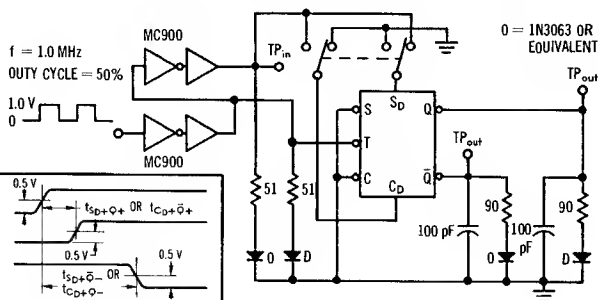 MC900
f = 1.0 MHz
OUTY CYCLE = 50%
1.0 V
0
MC900
TPin
0 = 1N3063 OR
EQUIVALENT
TPout
SD
S
Q
T
TPout
C
Q̄
CD
51
51
90
90
100 pF
100
pF
0
D
0
D
0.5 V
tSD+Q+ OR tCD+Q̄+
0.5 V
tSD+Q̄– OR
tCD+Q–
0.5 V